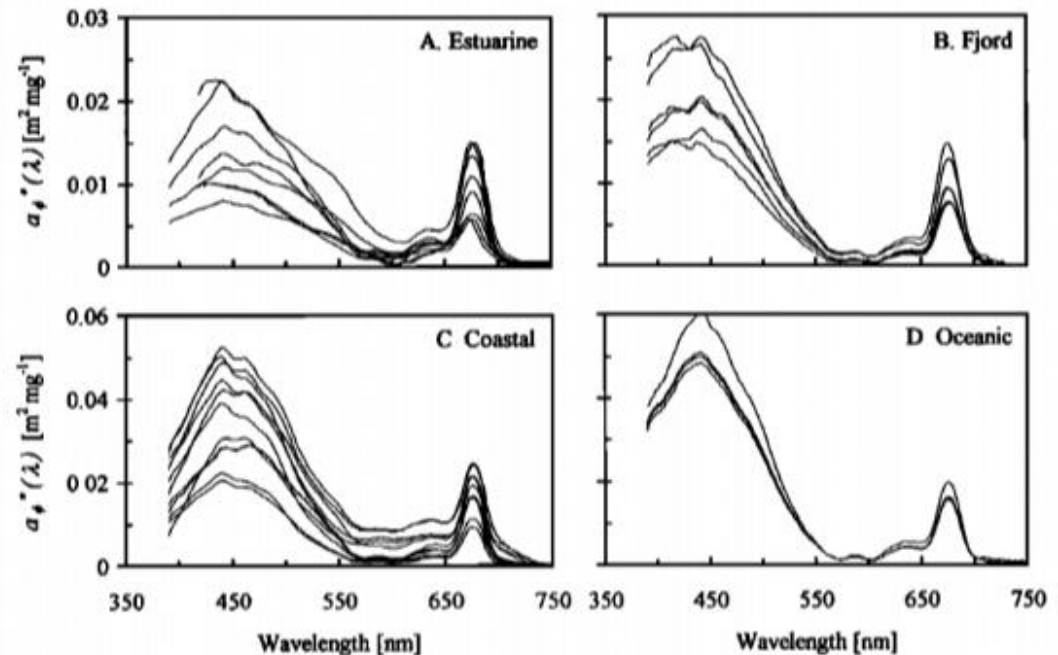 0.03
0.02
0.01
0
A. Estuarine
B. Fjord
aϕ*(λ) [m² mg⁻¹]
0.06
0.04
0 02
0
C Coastal
D Oceanic
aϕ*(λ) [m² mg⁻¹]
350 450 550 650 750 350 450 550 650 750
Wavelength [nm] Wavelength [nm]